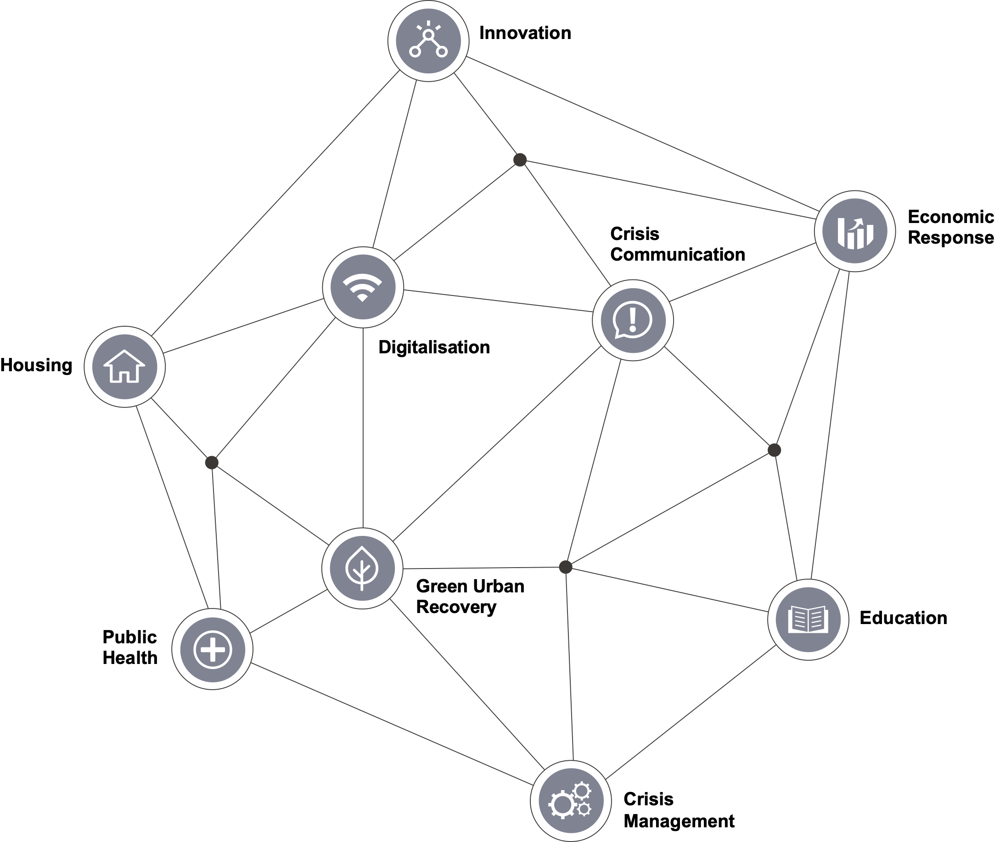 Innovation
Economic
Response
Crisis
Communication
Digitalisation
Housing
Green Urban
Recovery
Education
Public
Health
Crisis
Management